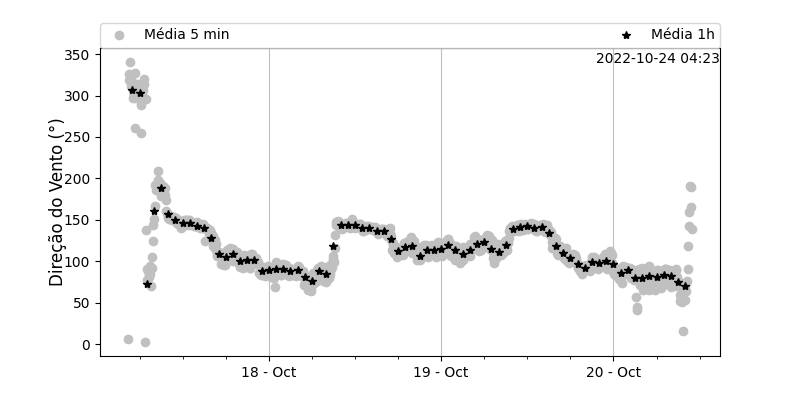 Média 5 min
Média 1h
2022-10-24 04:23
Direção do Vento (°)
350
300
250
200
150
100
50
0
18 - Oct
19 - Oct
20 - Oct